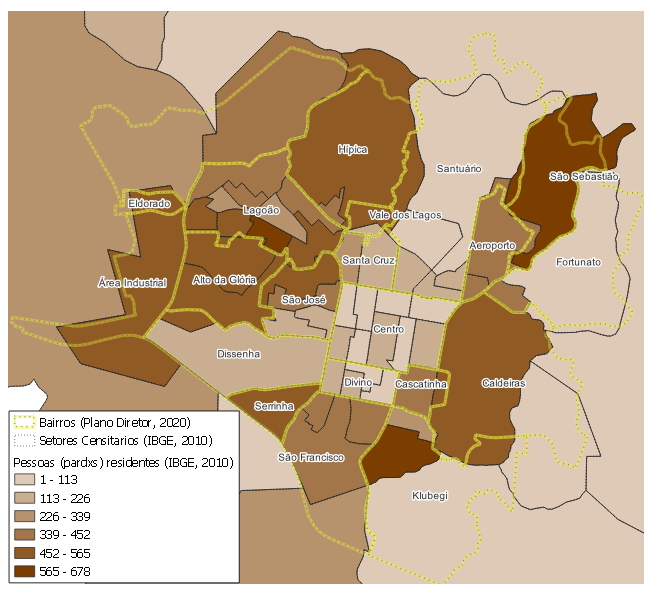 Hípica
Santuário
São Sebastião
Eldorado
Lagoão
Vale dos Lagos
Aeroporto
Santa Cruz
Fortunato
Área Industrial
Alto da Glória
São José
Centro
Dissenha
Divino
Cascatinha
Caldeiras
Serrinha
São Francisco
Klubegi
Bairros (Plano Diretor, 2020)
Setores Censitarios (IBGE, 2010)
Pessoas (pardxs) residentes (IBGE, 2010)
1 - 113
113 - 226
226 - 339
339 - 452
452 - 565
565 - 678